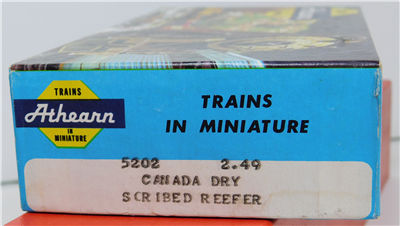 TRAINS
Athearn
IN
MINIATURE
TRAINS
IN MINIATURE
5202 2.49
CANADA DRY
SCRIBED REEFER